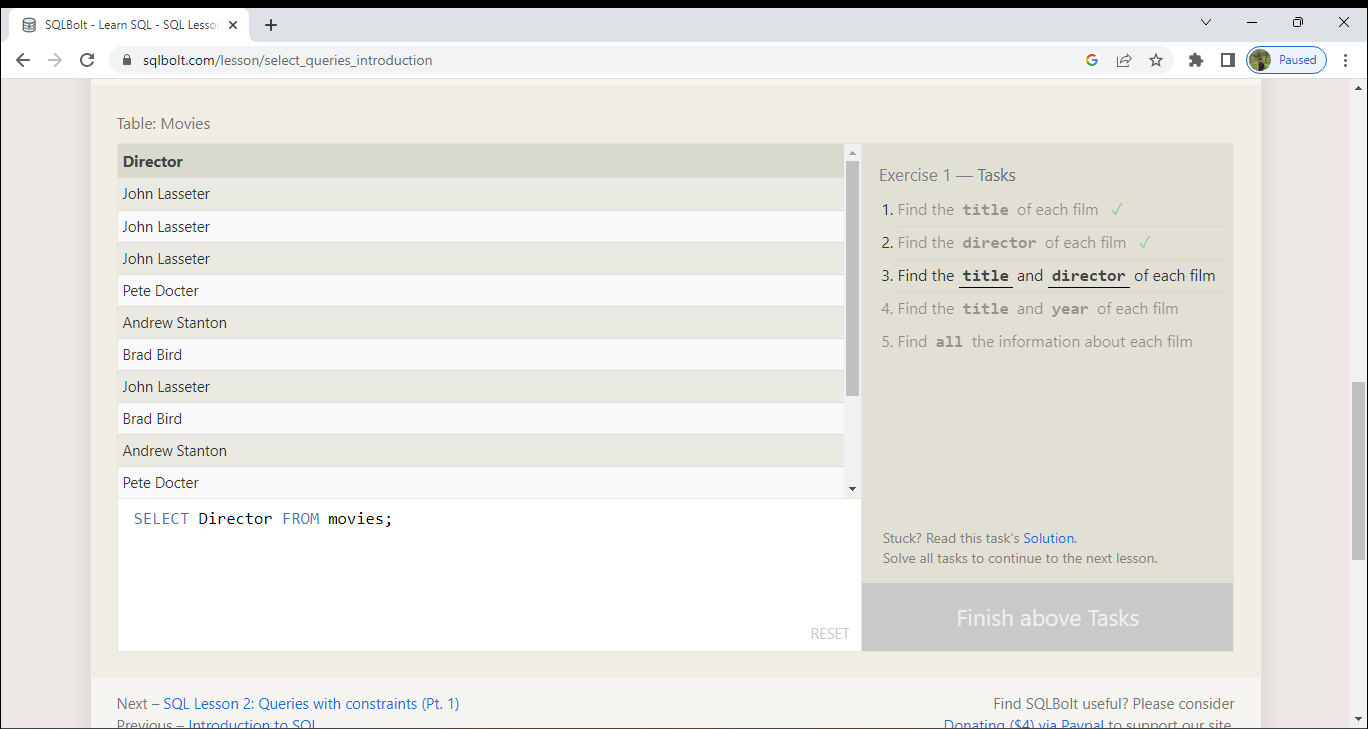 SQLBolt - Learn SQL - SQL Lesso
sqlbolt.com/lesson/select_queries_introduction
Paused
Table: Movies
Director
John Lasseter
John Lasseter
John Lasseter
Pete Docter
Andrew Stanton
Brad Bird
John Lasseter
Brad Bird
Andrew Stanton
Pete Docter
SELECT Director FROM movies;
RESET
Exercise 1 — Tasks
1. Find the title of each film ✓
2. Find the director of each film ✓
3. Find the title and director of each film
4. Find the title and year of each film
5. Find all the information about each film
Stuck? Read this task's Solution.
Solve all tasks to continue to the next lesson.
Finish above Tasks
Next – SQL Lesson 2: Queries with constraints (Pt. 1)
Previous – Introduction to SQL
Find SQLBolt useful? Please consider
Donating ($4) via Paypal to support our site.